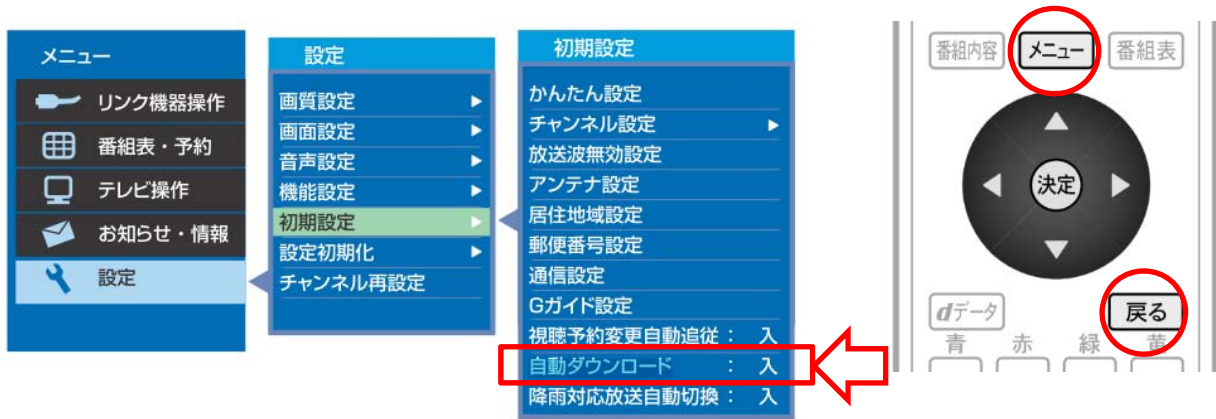 メニュー
リンク機器操作
番組表・予約
テレビ操作
お知らせ・情報
設定
設定
画質設定
画面設定
音声設定
機能設定
初期設定
設定初期化
チャンネル再設定
初期設定
かんたん設定
チャンネル設定
放送波無効設定
アンテナ設定
居住地域設定
郵便番号設定
通信設定
Gガイド設定
視聴予約変更自動追従： 入
自動ダウンロード ： 入
降雨対応放送自動切換： 入
番組内容 メニュー 番組表
決定
dデータ 戻る
青 赤 緑 黄